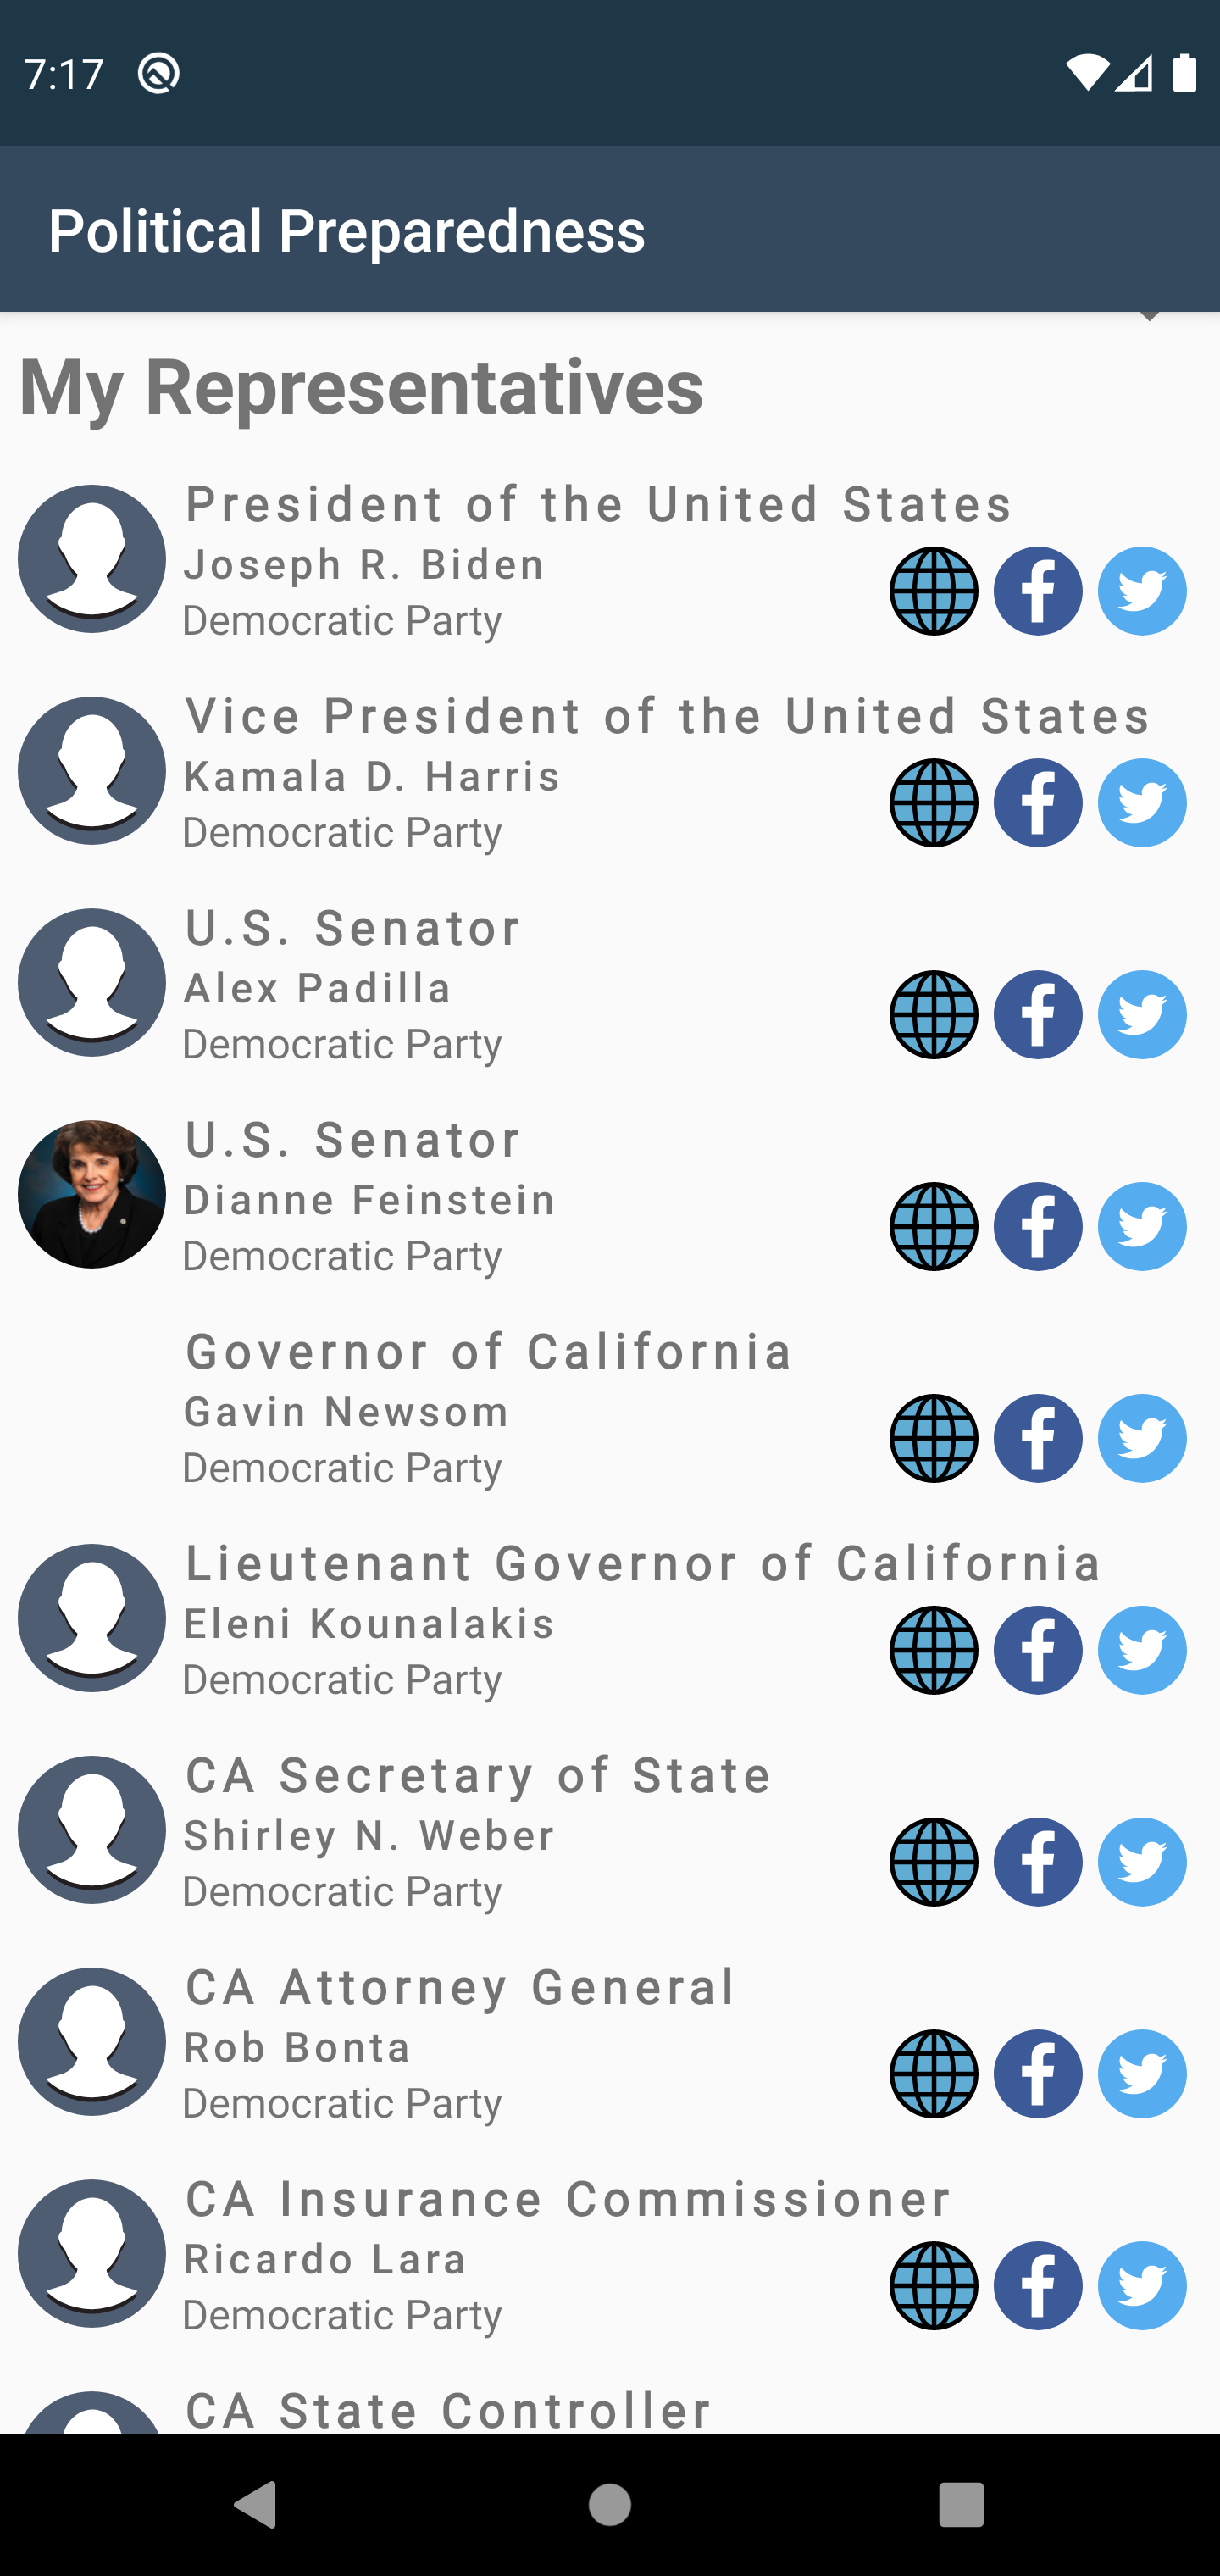 7:17
Political Preparedness
My Representatives
President of the United States
Joseph R. Biden
Democratic Party
Vice President of the United States
Kamala D. Harris
Democratic Party
U.S. Senator
Alex Padilla
Democratic Party
U.S. Senator
Dianne Feinstein
Democratic Party
Governor of California
Gavin Newsom
Democratic Party
Lieutenant Governor of California
Eleni Kounalakis
Democratic Party
CA Secretary of State
Shirley N. Weber
Democratic Party
CA Attorney General
Rob Bonta
Democratic Party
CA Insurance Commissioner
Ricardo Lara
Democratic Party
CA State Controller